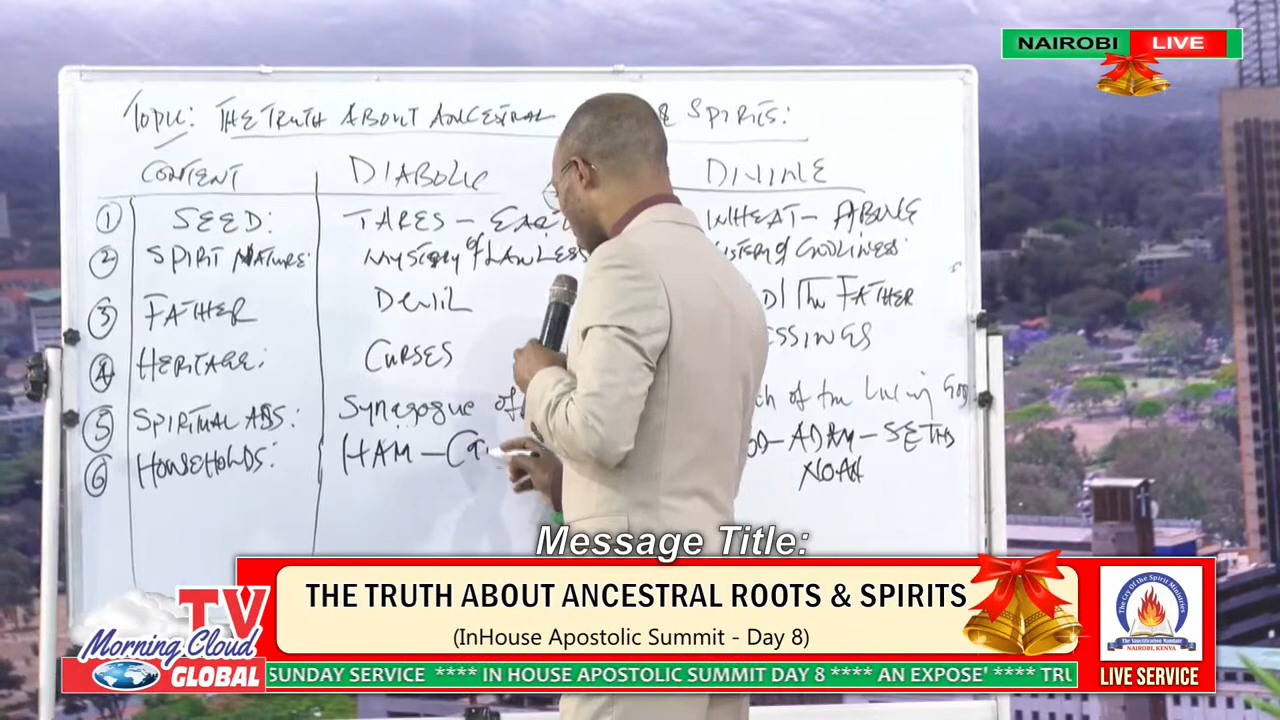 NAIROBI LIVE
TOPIC: THE TRUTH ABOUT ANCESTRAL & SPIRITS:
CONTENT DIABOLIC DIVINE
1 SEED: TARES - WHEAT - ABOVE
2 SPIRIT NATURE: Mystery of LAWLESS OF GODLINESS
3 FATHER DEVIL THE FATHER
4 HERITAGE: CURSES SSINGS
5 SPIRITUAL Synagogue of of the Living God
6 HOUSEHOLDS: HAM - Ca - ADAM - SETH
NOAH
Message Title:
THE TRUTH ABOUT ANCESTRAL ROOTS & SPIRITS
(InHouse Apostolic Summit - Day 8)
TV
Morning Cloud
GLOBAL
SUNDAY SERVICE **** IN HOUSE APOSTOLIC SUMMIT DAY 8 **** AN EXPOSE' **** TRU
The Cry Of the Spirit Ministries
The Sanctification Mandate
NAIROBI, KENYA
LIVE SERVICE